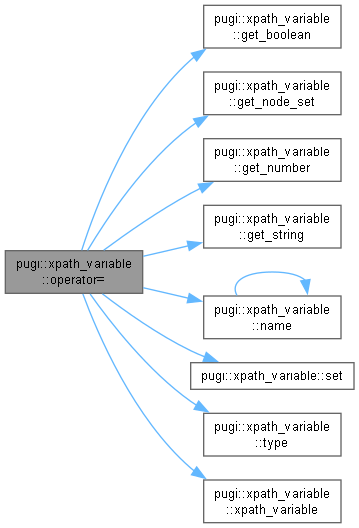 pugi::xpath_variable
::get_boolean
pugi::xpath_variable
::get_node_set
pugi::xpath_variable
::get_number
pugi::xpath_variable
::get_string
pugi::xpath_variable
::operator=
pugi::xpath_variable
::name
pugi::xpath_variable::set
pugi::xpath_variable
::type
pugi::xpath_variable
::xpath_variable